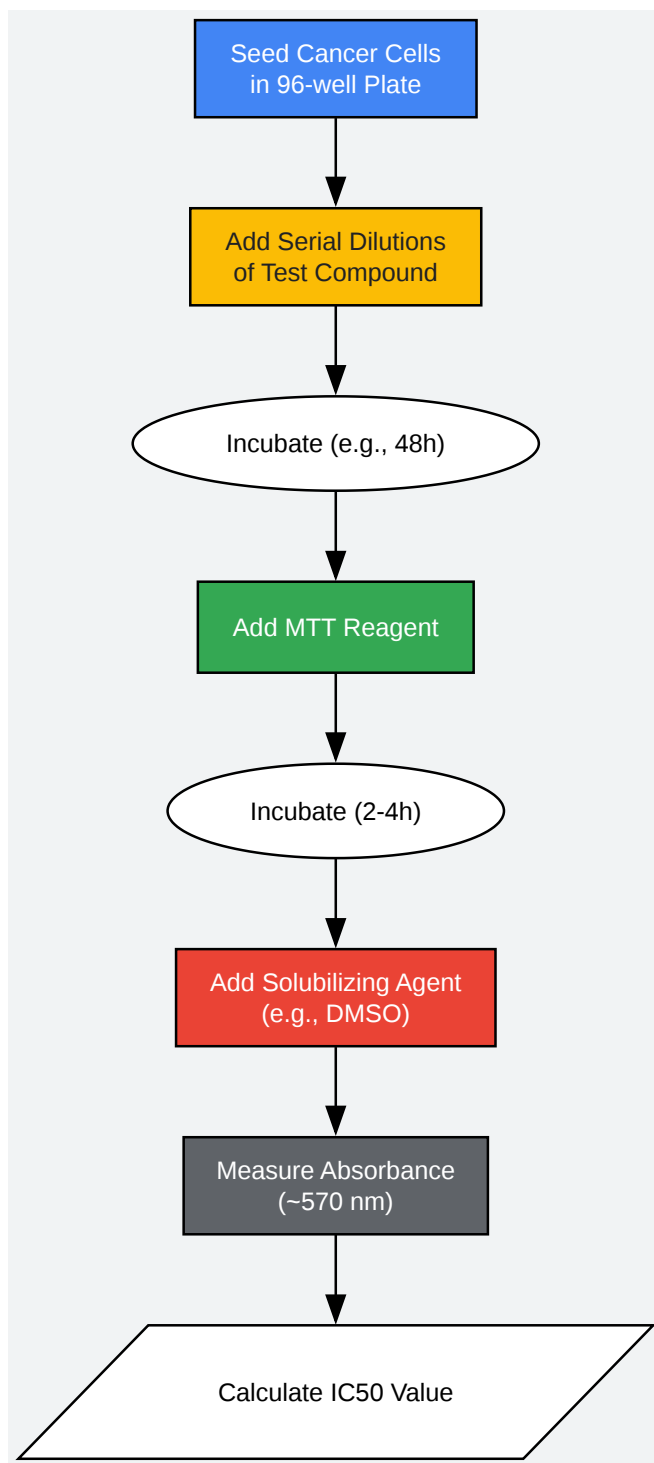 Seed Cancer Cells
in 96-well Plate
Add Serial Dilutions
of Test Compound
Incubate (e.g., 48h)
Add MTT Reagent
Incubate (2-4h)
Add Solubilizing Agent
(e.g., DMSO)
Measure Absorbance
(~570 nm)
Calculate IC50 Value